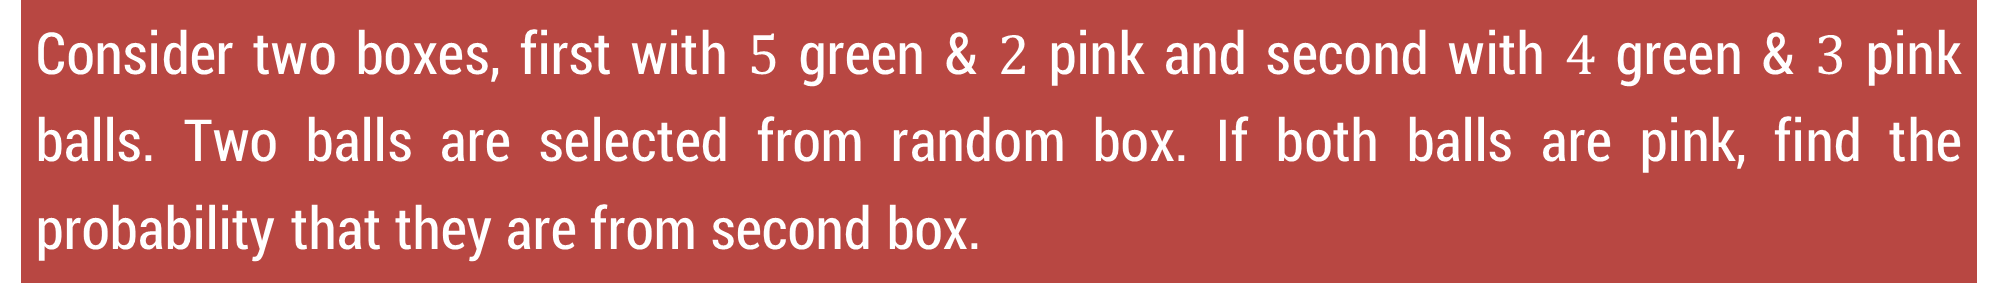 Consider two boxes, first with 5 green & 2 pink and second with 4 green & 3 pink
balls. Two balls are selected from random box. If both balls are pink, find the
probability that they are from second box.